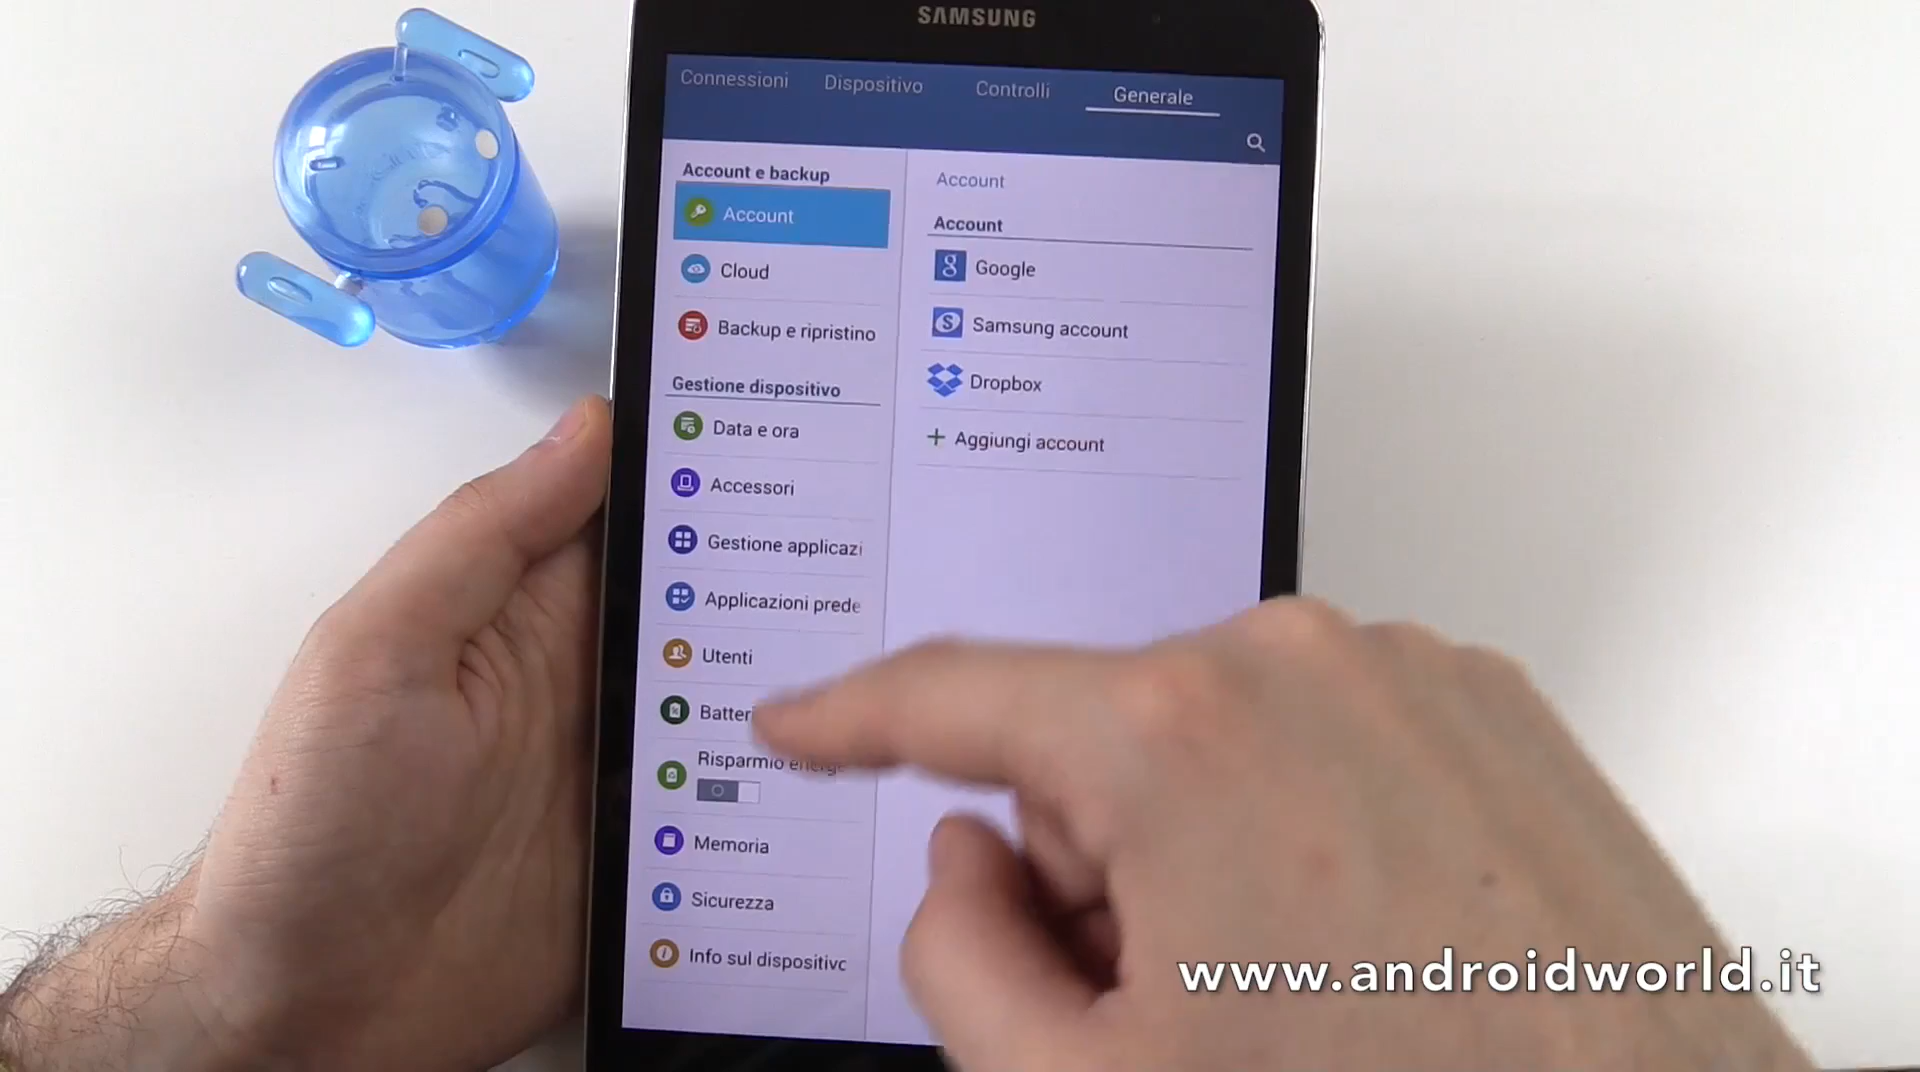 SAMSUNG
Connessioni Dispositivo Controlli Generale
Account e backup
Account
Cloud
Backup e ripristino
Gestione dispositivo
Data e ora
Accessori
Gestione applicazi
Applicazioni prede
Utenti
Batteri
Risparmio energe
Memoria
Sicurezza
Info sul dispositivo
Account
Account
Google
Samsung account
Dropbox
+ Aggiungi account
www.androidworld.it